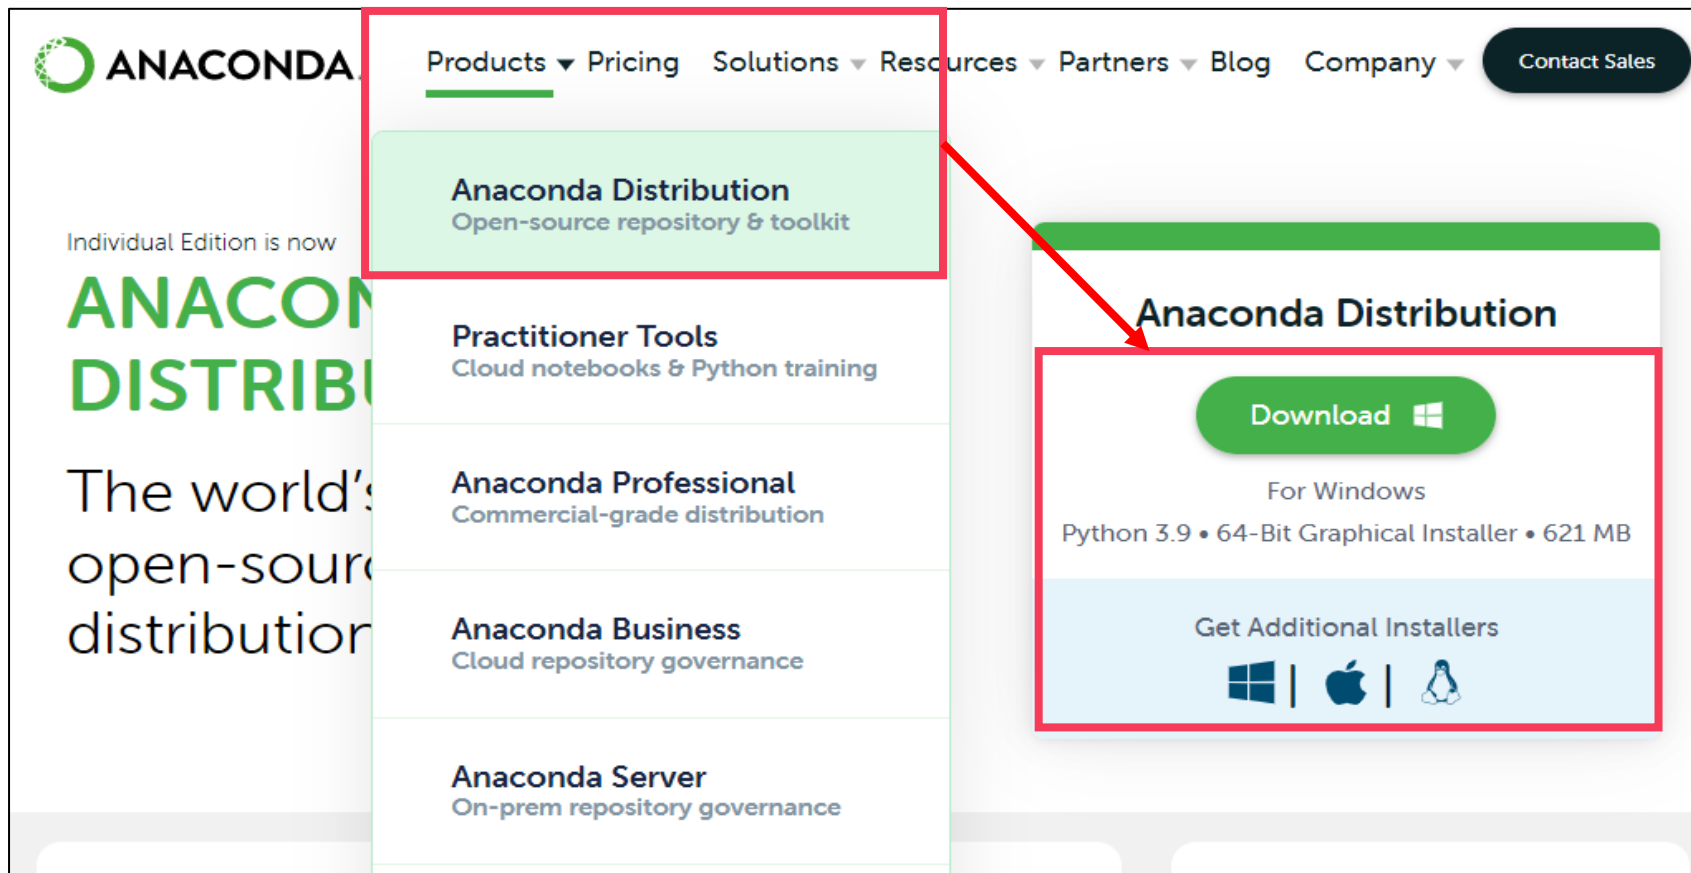 ANACONDA.
Products Pricing Solutions Resources Partners Blog Company Contact Sales
Individual Edition is now
ANACON
DISTRIB
The world's
open-sour
distribution
Anaconda Distribution
Open-source repository & toolkit
Practitioner Tools
Cloud notebooks & Python training
Anaconda Professional
Commercial-grade distribution
Anaconda Business
Cloud repository governance
Anaconda Server
On-prem repository governance
Anaconda Distribution
Download
For Windows
Python 3.9 • 64-Bit Graphical Installer • 621 MB
Get Additional Installers
| |